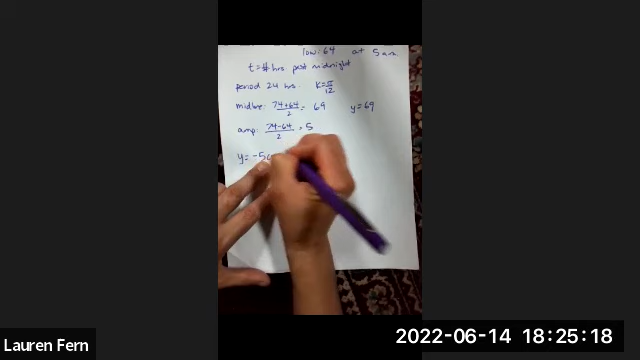 low: 64 at 5 am
t = # hrs. past midnight
period 24 hrs. K = π/12
midline: (74+64)/2 = 69 y = 69
amp: (74-64)/2 = 5
y = -5
Lauren Fern
2022-06-14 18:25:18